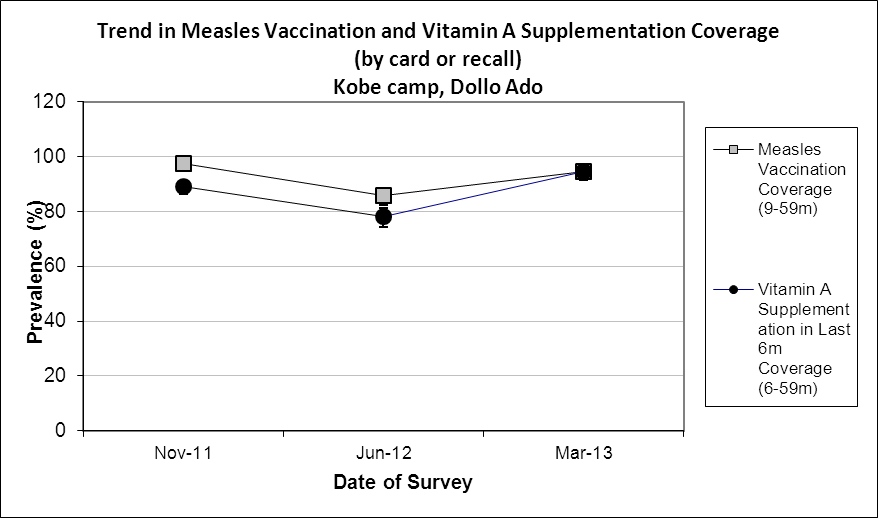 Trend in Measles Vaccination and Vitamin A Supplementation Coverage
(by card or recall)
Kobe camp, Dollo Ado
120
100
80
60
40
20
0
Prevalence (%)
Nov-11
Jun-12
Mar-13
Date of Survey
Measles
Vaccination
Coverage
(9-59m)
Vitamin A
Supplement
ation in Last
6m
Coverage
(6-59m)